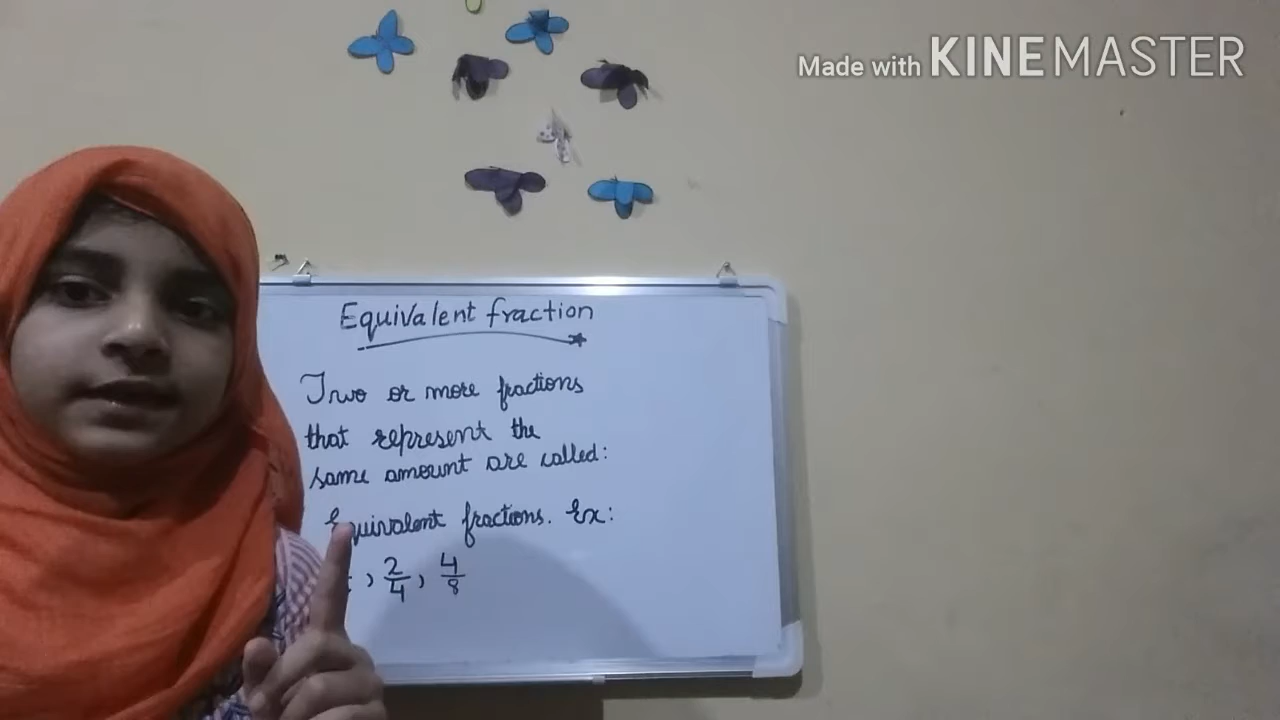 Made with KINEMASTER
Equivalent fraction
Two or more fractions
that represent the
same amount are called:
Equivalent fractions. Ex:
, 2/4, 4/8